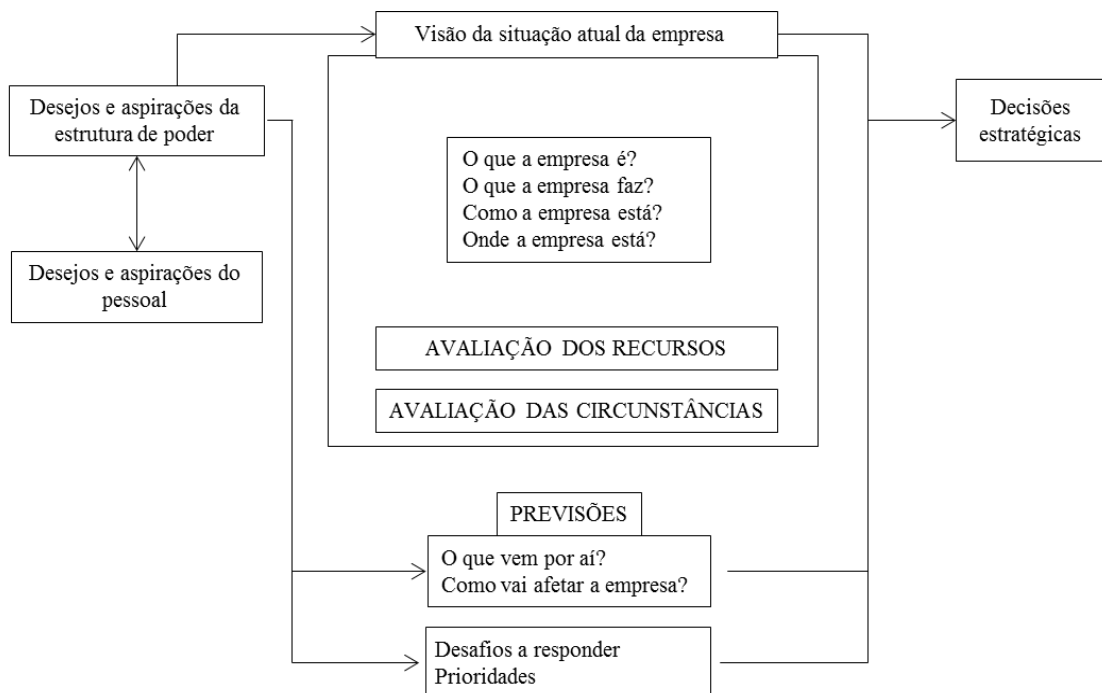 Visão da situação atual da empresa
Desejos e aspirações da
estrutura de poder
Decisões
estratégicas
O que a empresa é?
O que a empresa faz?
Como a empresa está?
Onde a empresa está?
Desejos e aspirações do
pessoal
AVALIAÇÃO DOS RECURSOS
AVALIAÇÃO DAS CIRCUNSTÂNCIAS
PREVISÕES
O que vem por aí?
Como vai afetar a empresa?
Desafios a responder
Prioridades